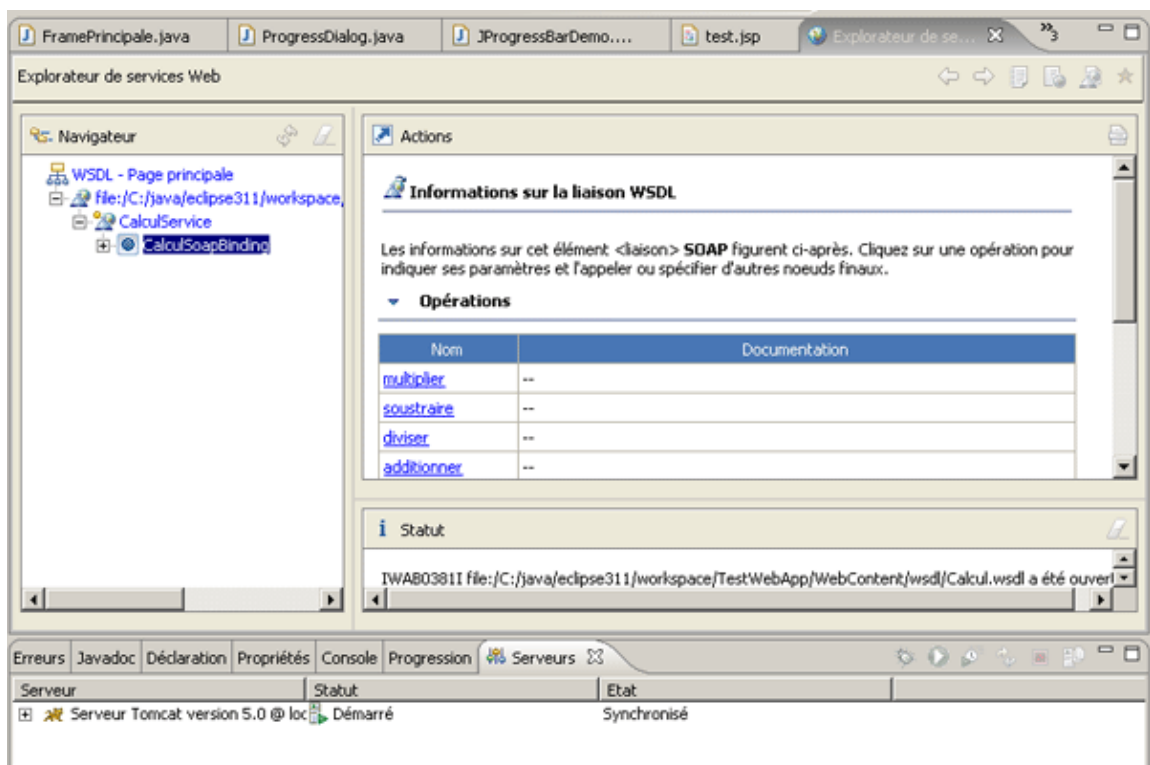 FramePrincipale.java ProgressDialog.java JProgressBarDemo.... test.jsp Explorateur de se... 3
Explorateur de services Web
Navigateur
WSDL - Page principale
file:/C:/java/eclipse311/workspace,
CalculService
CalculSoapBinding
Actions
Informations sur la liaison WSDL
Les informations sur cet élément <liaison> SOAP figurent ci-après. Cliquez sur une opération pour
indiquer ses paramètres et l'appeler ou spécifier d'autres noeuds finaux.
Opérations
Nom Documentation
multiplier --
soustraire --
diviser --
additionner --
i Statut
IWAB0381I file:/C:/java/eclipse311/workspace/TestWebApp/WebContent/wsdl/Calcul.wsdl a été ouvert
Erreurs Javadoc Déclaration Propriétés Console Progression Serveurs
Serveur Statut Etat
Serveur Tomcat version 5.0 @ loc Démarré Synchronisé